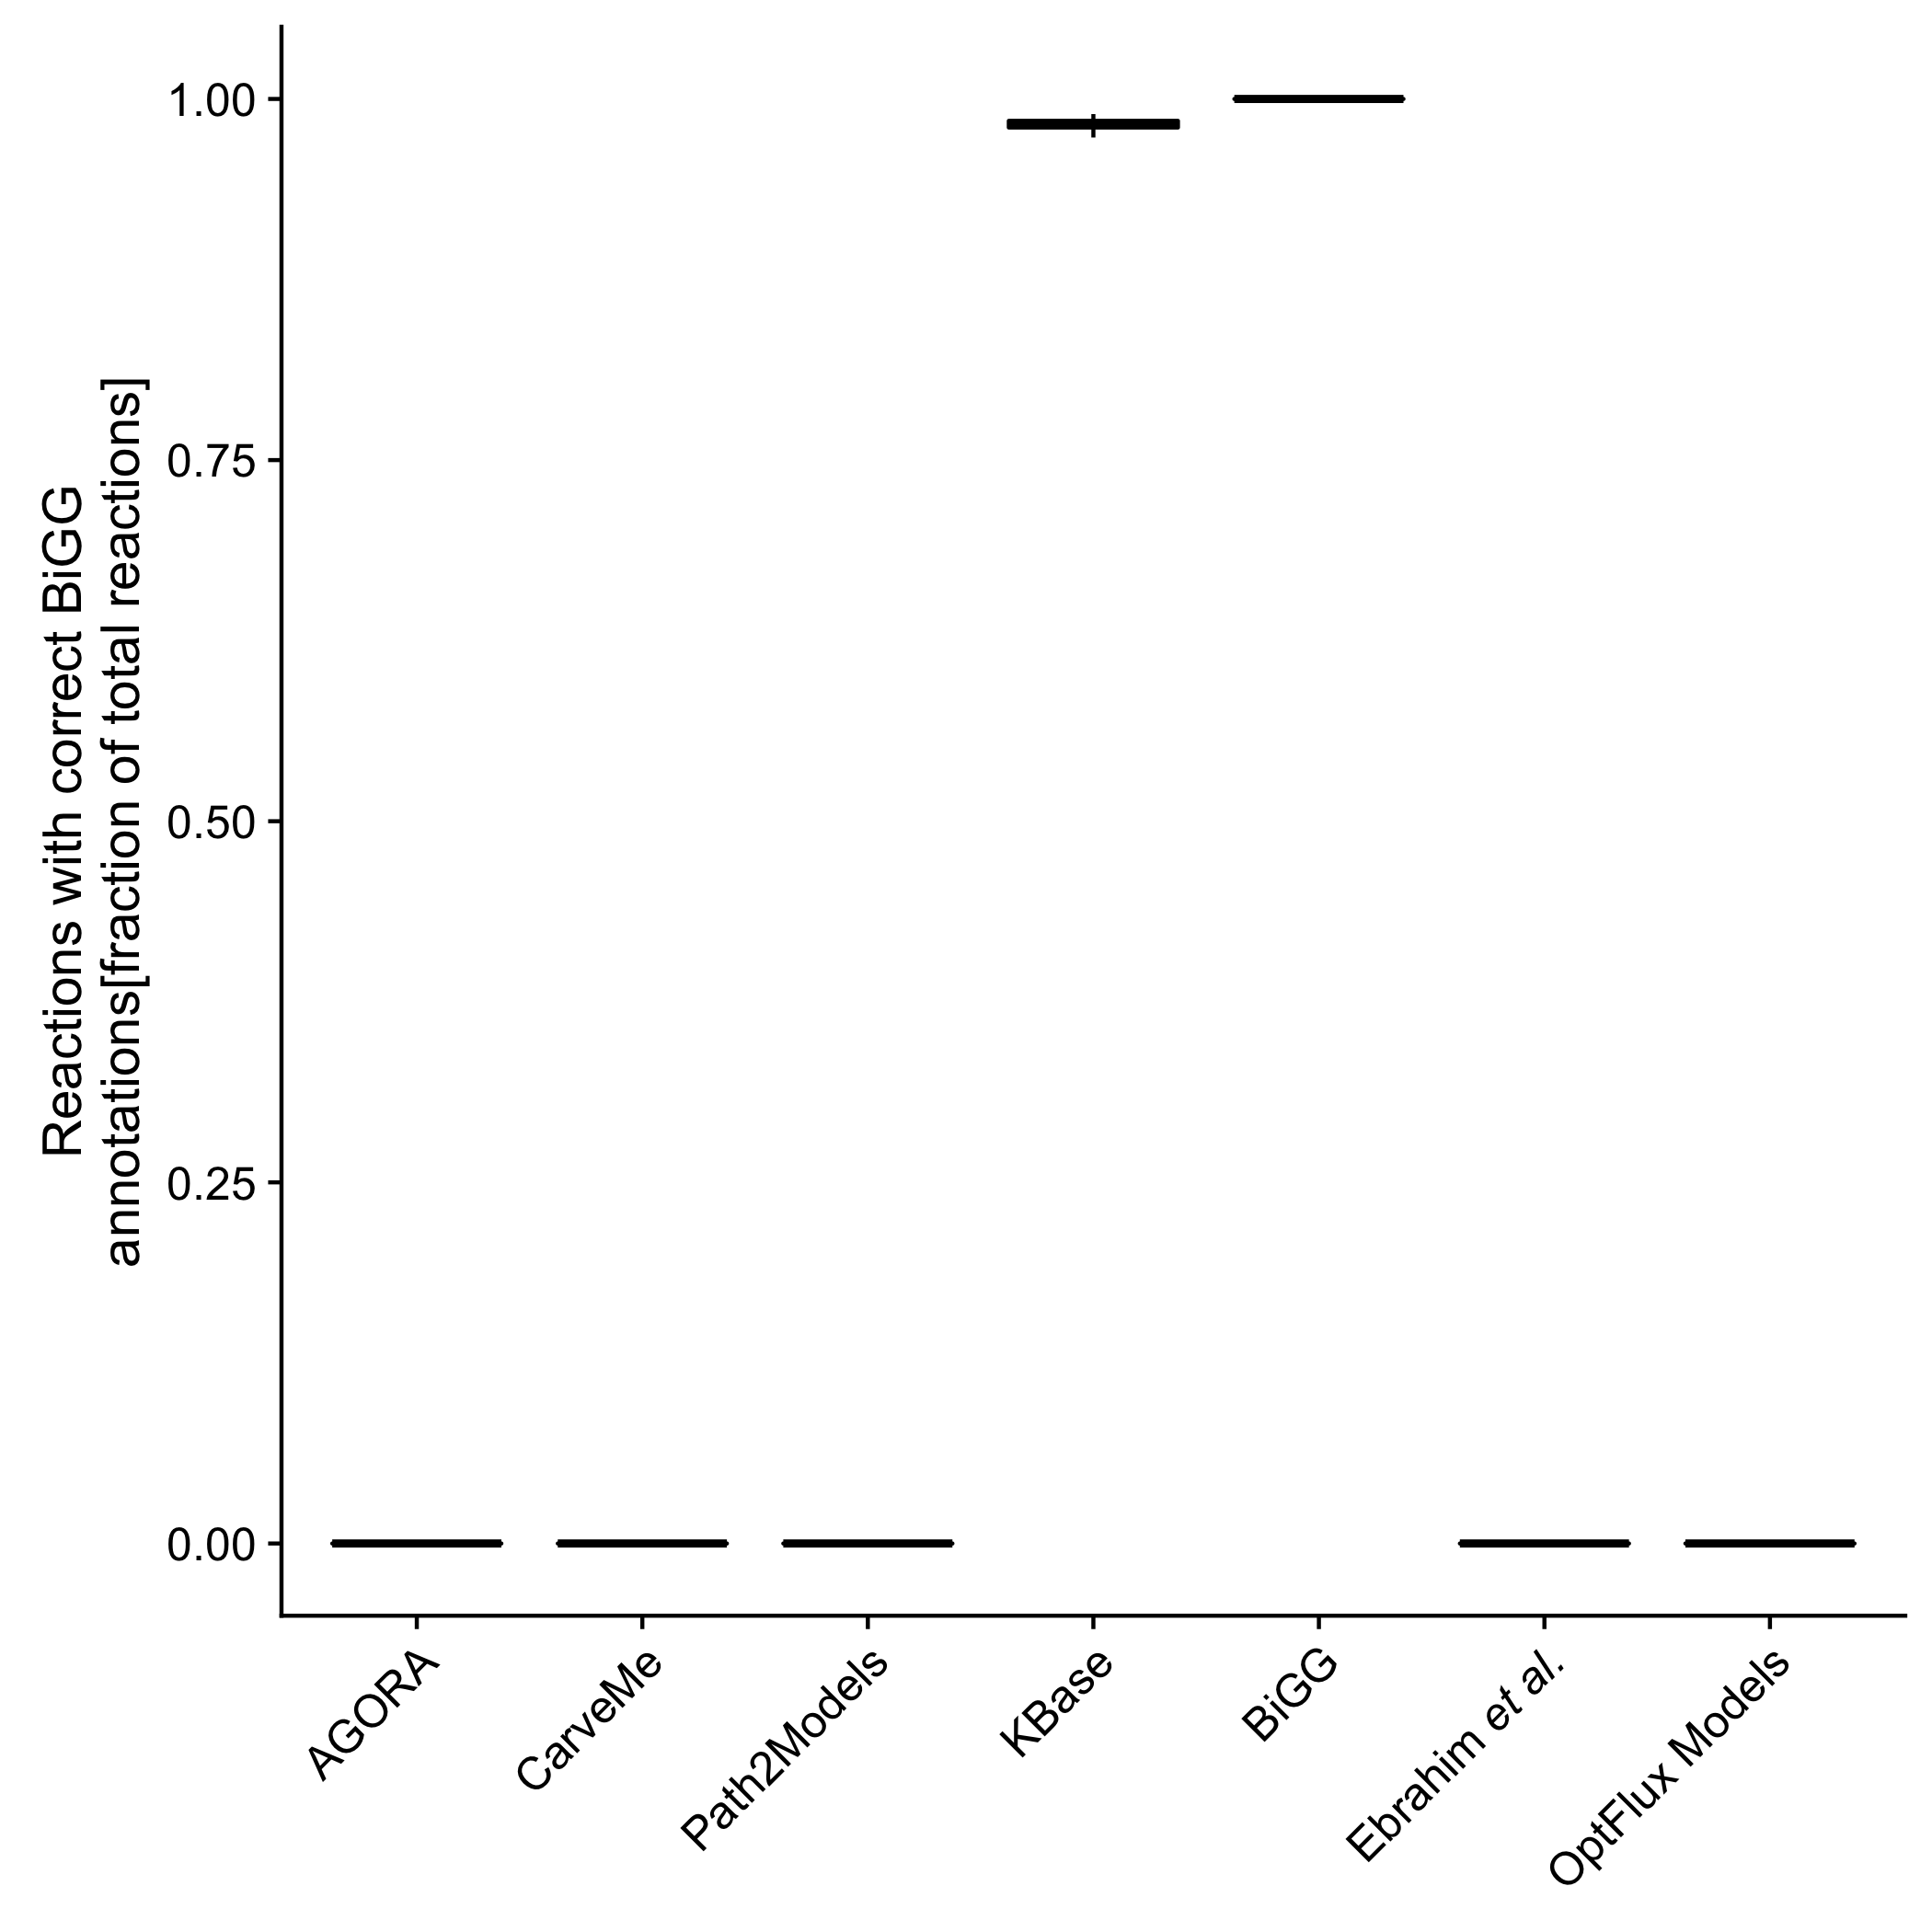 Reactions with correct BiGG
annotations[fraction of total reactions]
1.00
0.75
0.50
0.25
0.00
AGORA
CarveMe
Path2Models
KBase
BiGG
Ebrahim et al.
OptFlux Models